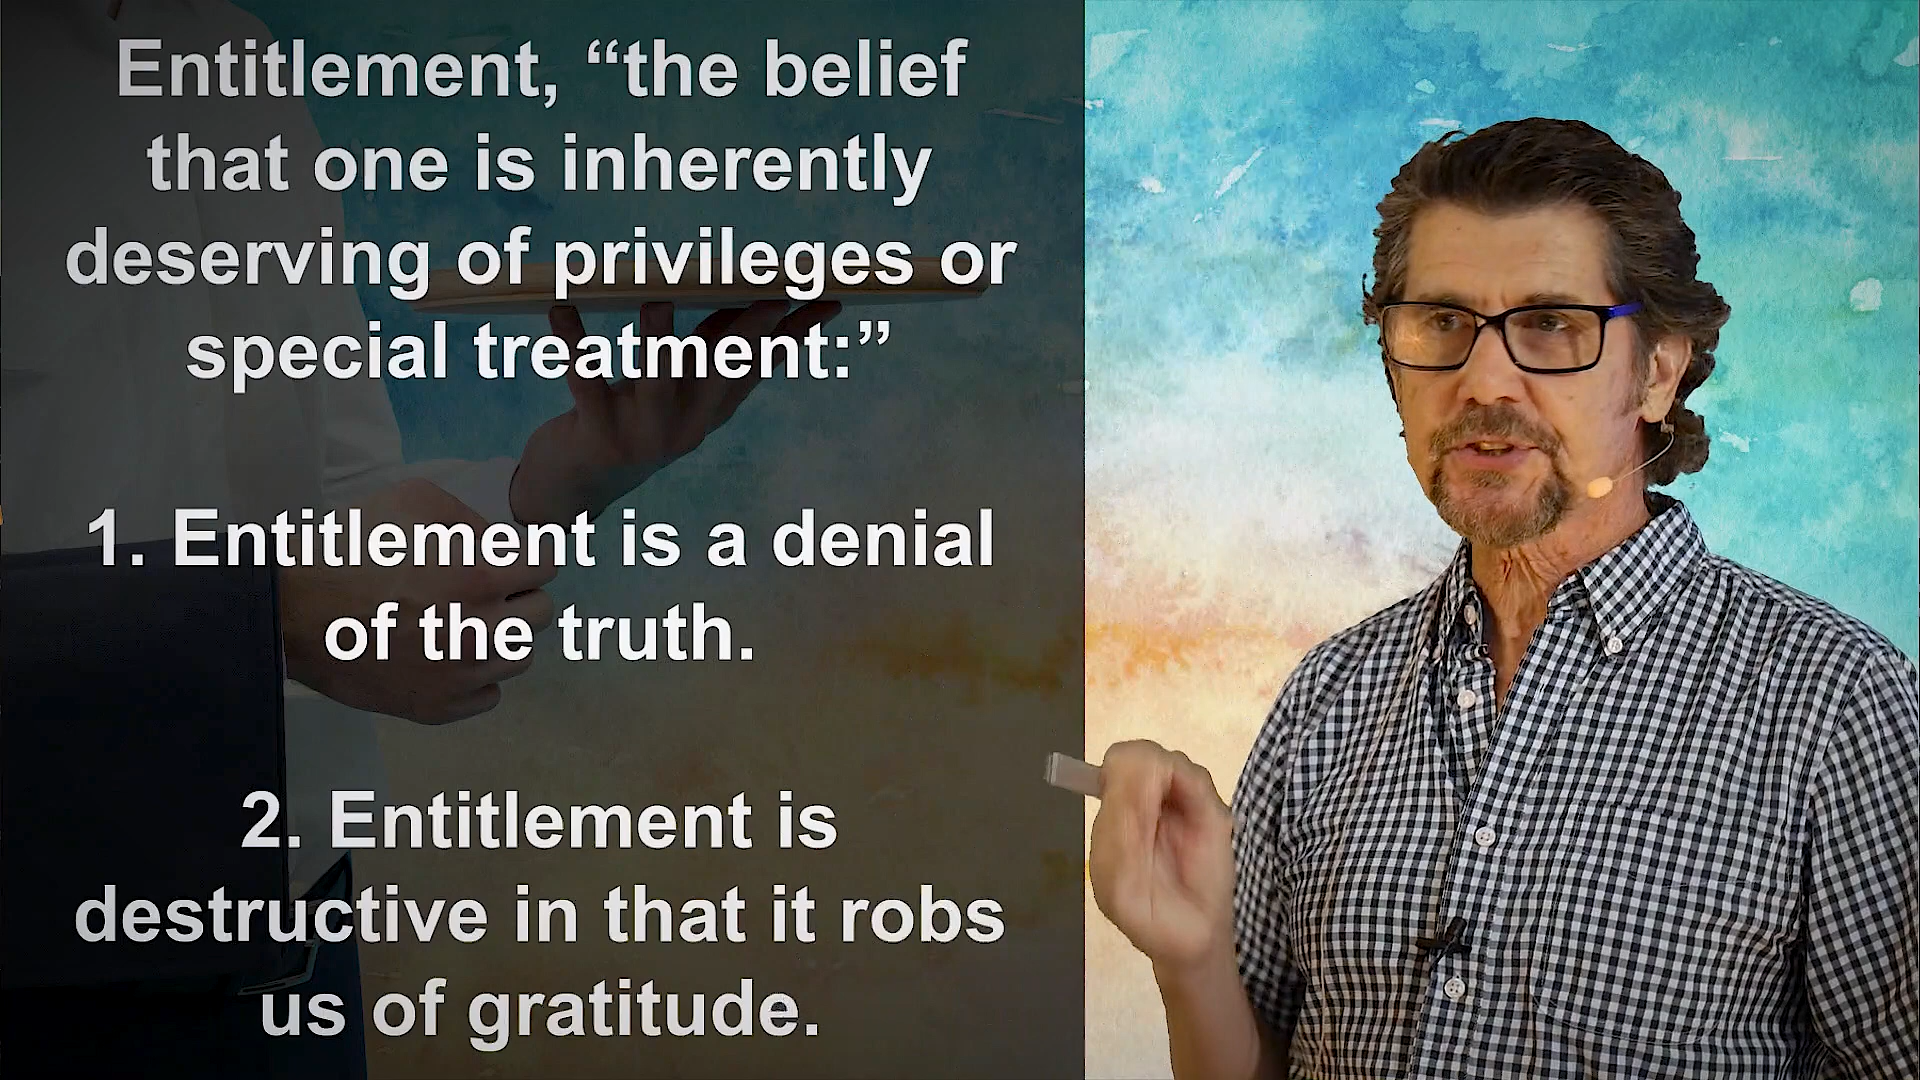 Entitlement, “the belief
that one is inherently
deserving of privileges or
special treatment:”
1. Entitlement is a denial
of the truth.
2. Entitlement is
destructive in that it robs
us of gratitude.